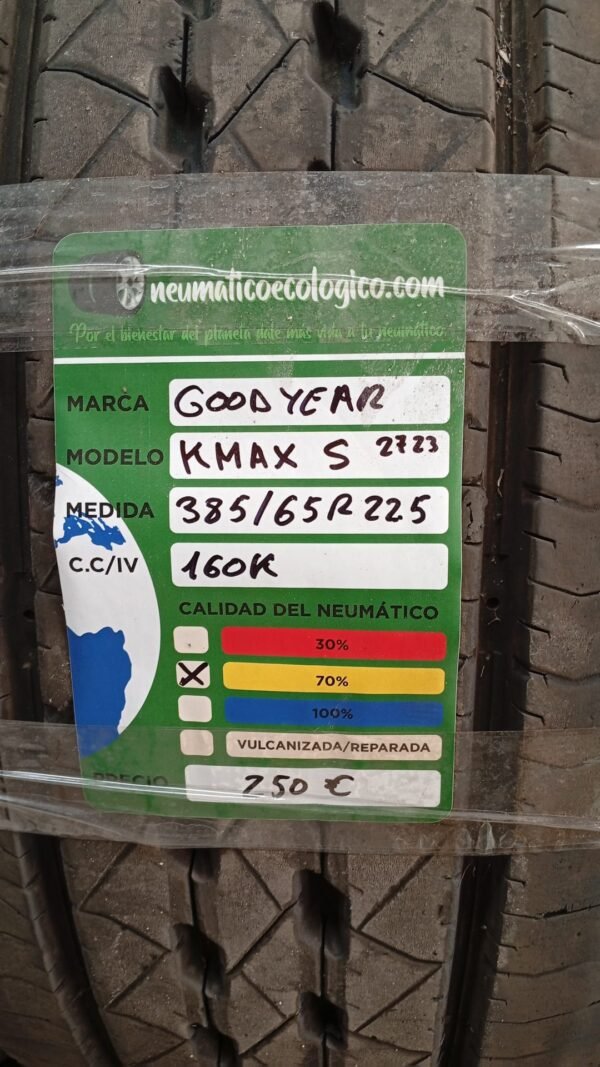 neumaticoecologico.com
Por el bienestar del planeta date más vida a tu neumático.
MARCA GOODYEAR
MODELO KMAX S 2723
MEDIDA 385/65R225
C.C/IV 160K
CALIDAD DEL NEUMÁTICO
30%
X 70%
100%
VULCANIZADA/REPARADA
PRECIO 250 €